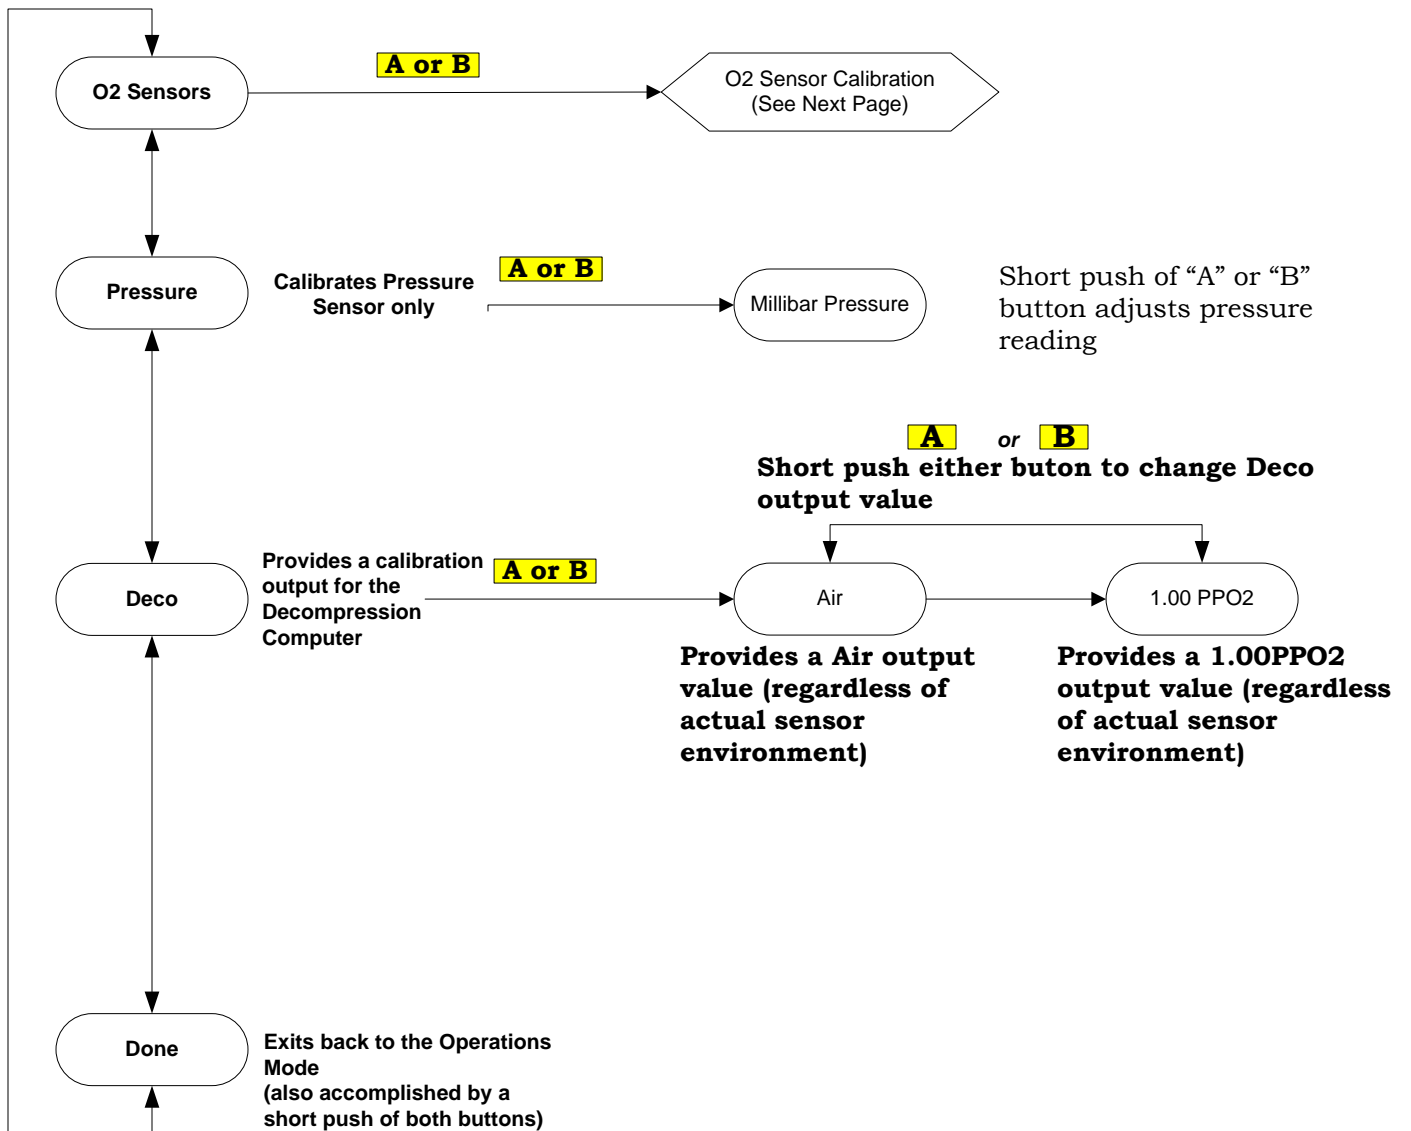 A or B
O2 Sensors
O2 Sensor Calibration
(See Next Page)
Pressure
Calibrates Pressure
Sensor only
A or B
Millibar Pressure
Short push of “A” or “B”
button adjusts pressure
reading
A or B
Short push either buton to change Deco
output value
Deco
Provides a calibration
output for the
Decompression
Computer
A or B
Air
1.00 PPO2
Provides a Air output
value (regardless of
actual sensor
environment)
Provides a 1.00PPO2
output value (regardless
of actual sensor
environment)
Done
Exits back to the Operations
Mode
(also accomplished by a
short push of both buttons)